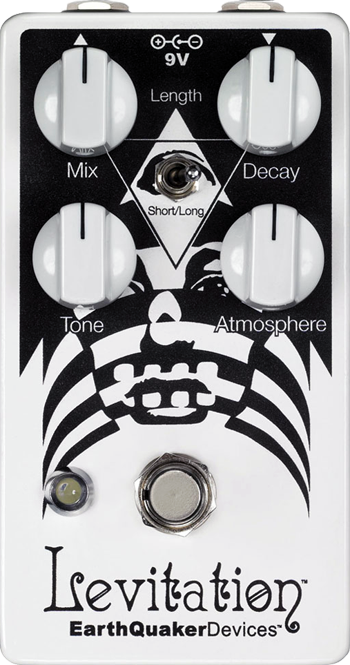 9V
Length
Mix
Decay
Short/Long
Tone
Atmosphere
Levitation™
EarthQuakerDevices™